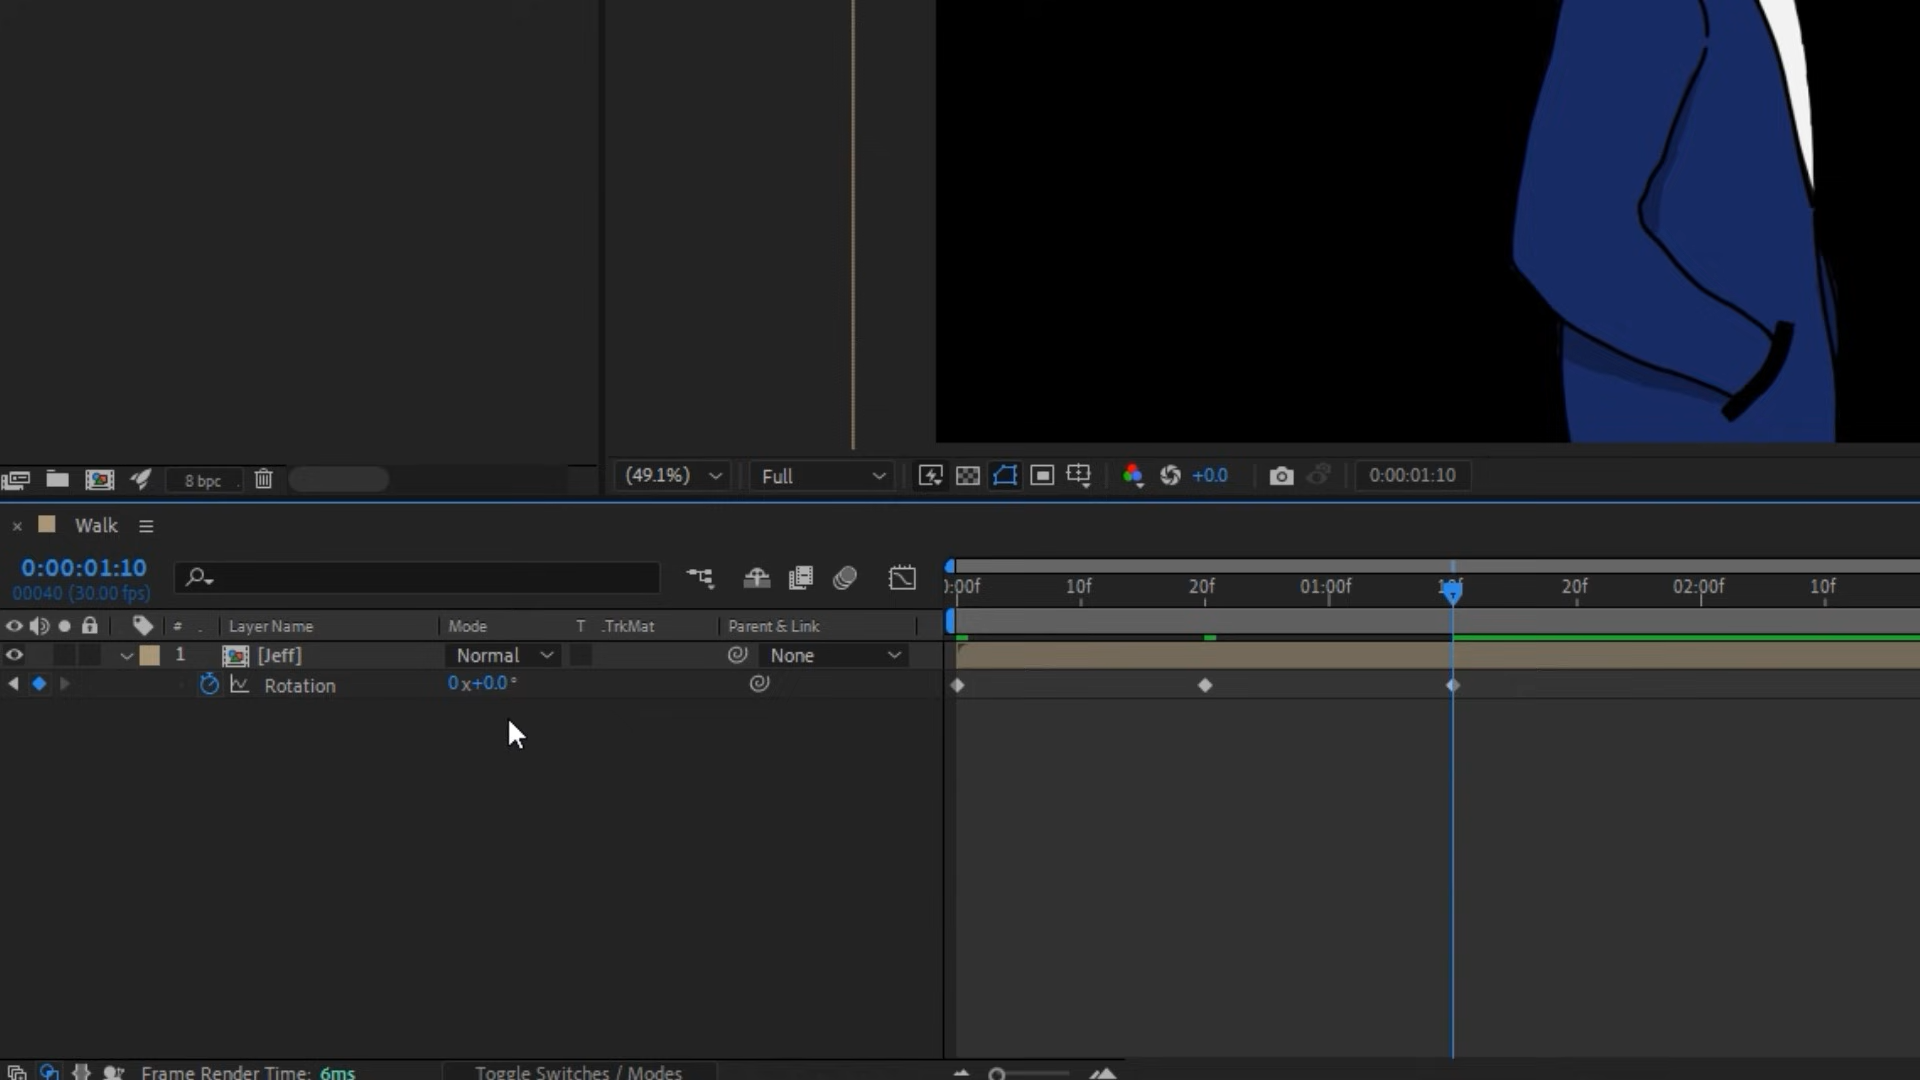 8 bpc
(49.1%) Full +0.0 0:00:01:10
× Walk
0:00:01:10
00040 (30.00 fps)
):00f 10f 20f 01:00f 10f 20f 02:00f 10f
# . Layer Name Mode T .TrkMat Parent & Link
1 [Jeff] Normal None
Rotation 0x+0.0°
Frame Render Time: 6ms Toggle Switches / Modes